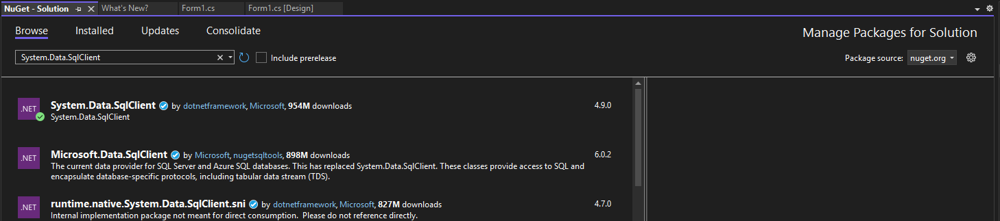 NuGet - Solution What's New? Form1.cs Form1.cs [Design]
Browse Installed Updates Consolidate Manage Packages for Solution
System.Data.SqlClient Include prerelease Package source: nuget.org
.NET System.Data.SqlClient by dotnetframework, Microsoft, 954M downloads 4.9.0
System.Data.SqlClient
.NET Microsoft.Data.SqlClient by Microsoft, nugetsqltools, 898M downloads 6.0.2
The current data provider for SQL Server and Azure SQL databases. This has replaced System.Data.SqlClient. These classes provide access to SQL and
encapsulate database-specific protocols, including tabular data stream (TDS).
.NET runtime.native.System.Data.SqlClient.sni by dotnetframework, Microsoft, 827M downloads 4.7.0
Internal implementation package not meant for direct consumption. Please do not reference directly.